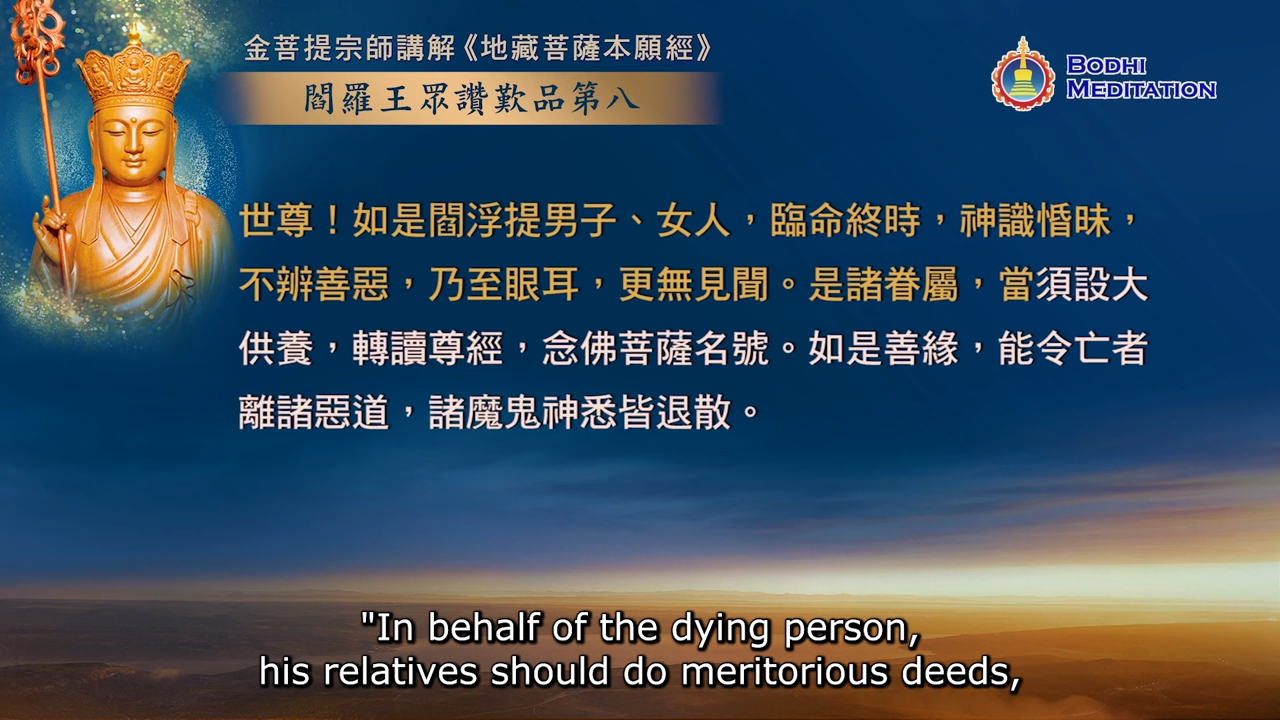 金菩提宗師講解《地藏菩薩本願經》
閻羅王眾讚歎品第八
BODHI
MEDITATION
世尊！如是閻浮提男子、女人，臨命終時，神識惛昧，
不辨善惡，乃至眼耳，更無見聞。是諸眷屬，當須設大
供養，轉讀尊經，念佛菩薩名號。如是善緣，能令亡者
離諸惡道，諸魔鬼神悉皆退散。
"In behalf of the dying person,
his relatives should do meritorious deeds,